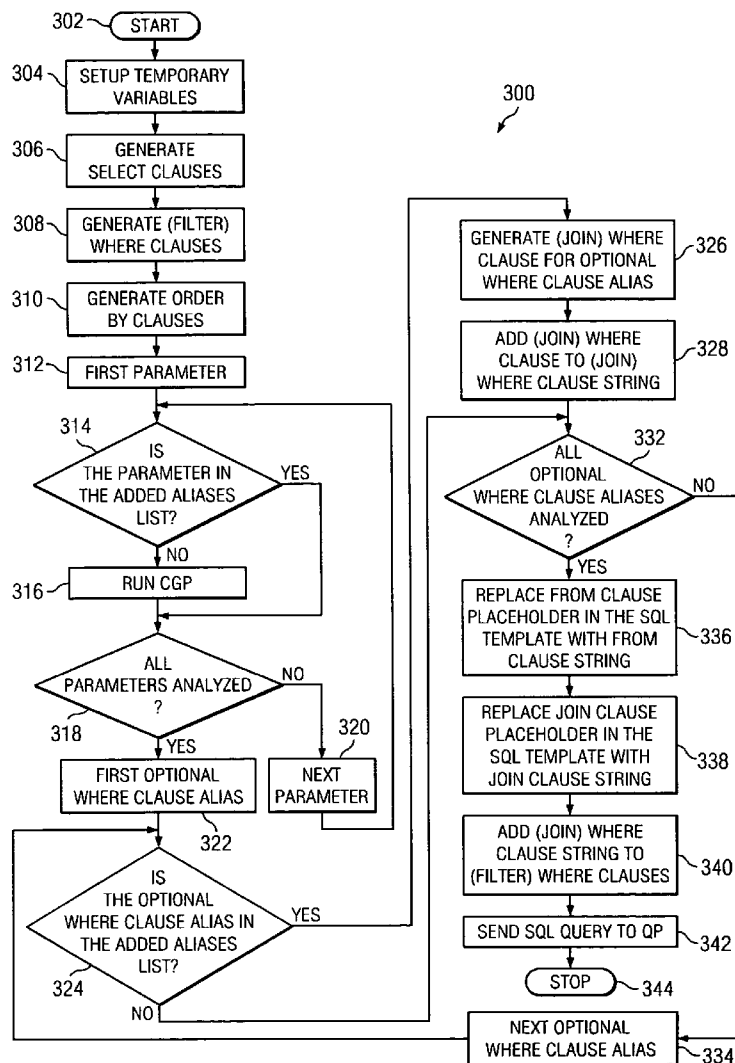 302
START
304
SETUP TEMPORARY
VARIABLES
306
GENERATE
SELECT CLAUSES
308
GENERATE (FILTER)
WHERE CLAUSES
310
GENERATE ORDER
BY CLAUSES
312
FIRST PARAMETER
314
IS
THE PARAMETER IN
THE ADDED ALIASES
LIST?
YES
NO
316
RUN CGP
ALL
PARAMETERS ANALYZED
?
318
NO
YES
320
NEXT
PARAMETER
FIRST OPTIONAL
WHERE CLAUSE ALIAS
322
IS
THE OPTIONAL
WHERE CLAUSE ALIAS IN
THE ADDED ALIASES
LIST?
324
YES
NO
300
GENERATE (JOIN) WHERE
CLAUSE FOR OPTIONAL
WHERE CLAUSE ALIAS
326
ADD (JOIN) WHERE
CLAUSE TO (JOIN)
WHERE CLAUSE STRING
328
332
ALL
OPTIONAL
WHERE CLAUSE ALIASES
ANALYZED
?
NO
YES
REPLACE FROM CLAUSE
PLACEHOLDER IN THE SQL
TEMPLATE WITH FROM
CLAUSE STRING
336
REPLACE JOIN CLAUSE
PLACEHOLDER IN THE
SQL TEMPLATE WITH
JOIN CLAUSE STRING
338
ADD (JOIN) WHERE
CLAUSE STRING TO
(FILTER) WHERE CLAUSES
340
SEND SQL QUERY TO QP
342
STOP
344
NEXT OPTIONAL
WHERE CLAUSE ALIAS
334